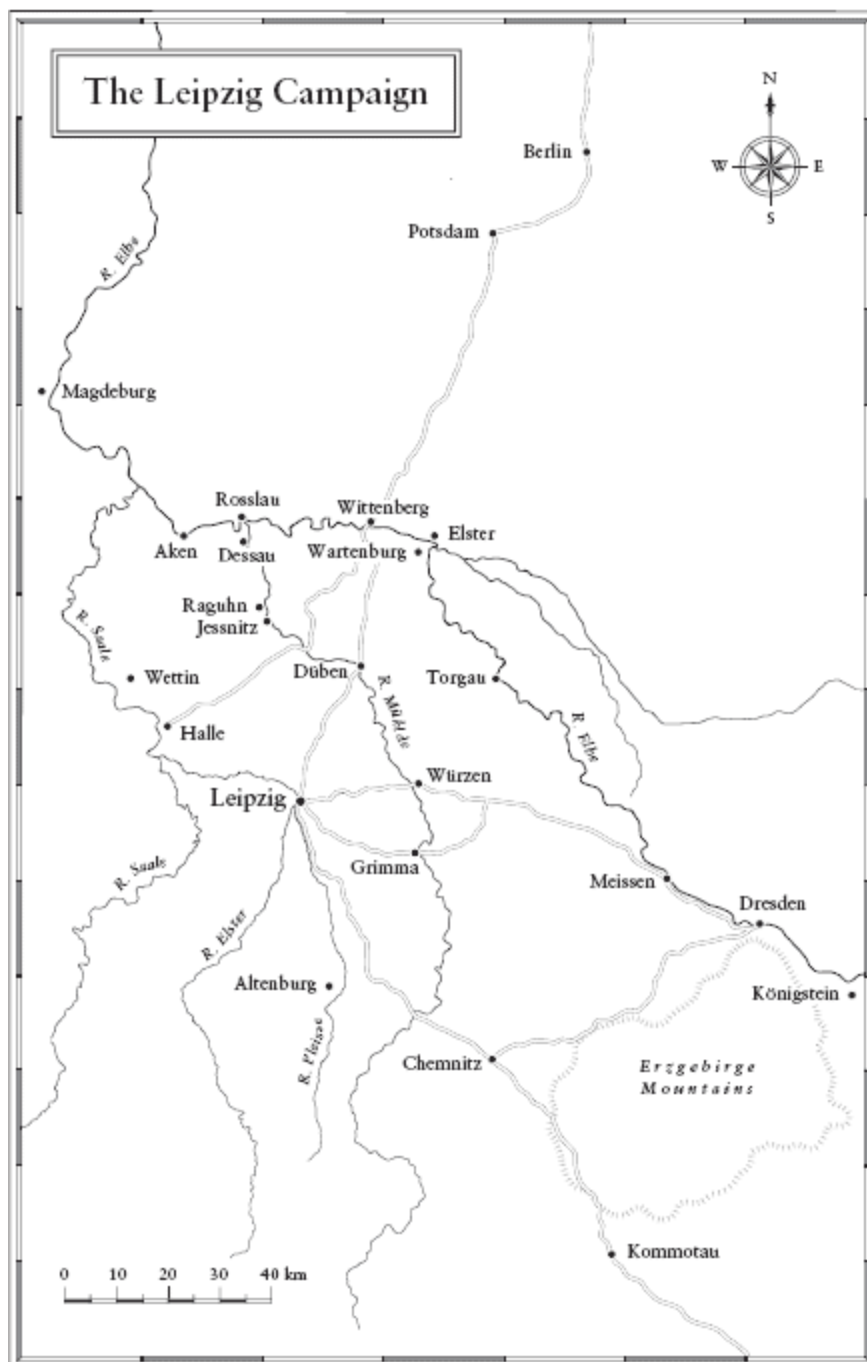 The Leipzig Campaign
N
W
E
S
Berlin
Potsdam
R. Elbe
Magdeburg
Rosslau
Wittenberg
Elster
Aken
Dessau
Wartenburg
Raguhn
Jessnitz
R. Saale
Wettin
Düben
Torgau
R. Mühlde
R. Elbe
Halle
Würzen
Leipzig
Grimma
R. Saale
Meissen
Dresden
R. Elster
Altenburg
Königstein
R. Pleisse
Chemnitz
Erzgebirge
Mountains
Kommotau
0 10 20 30 40 km